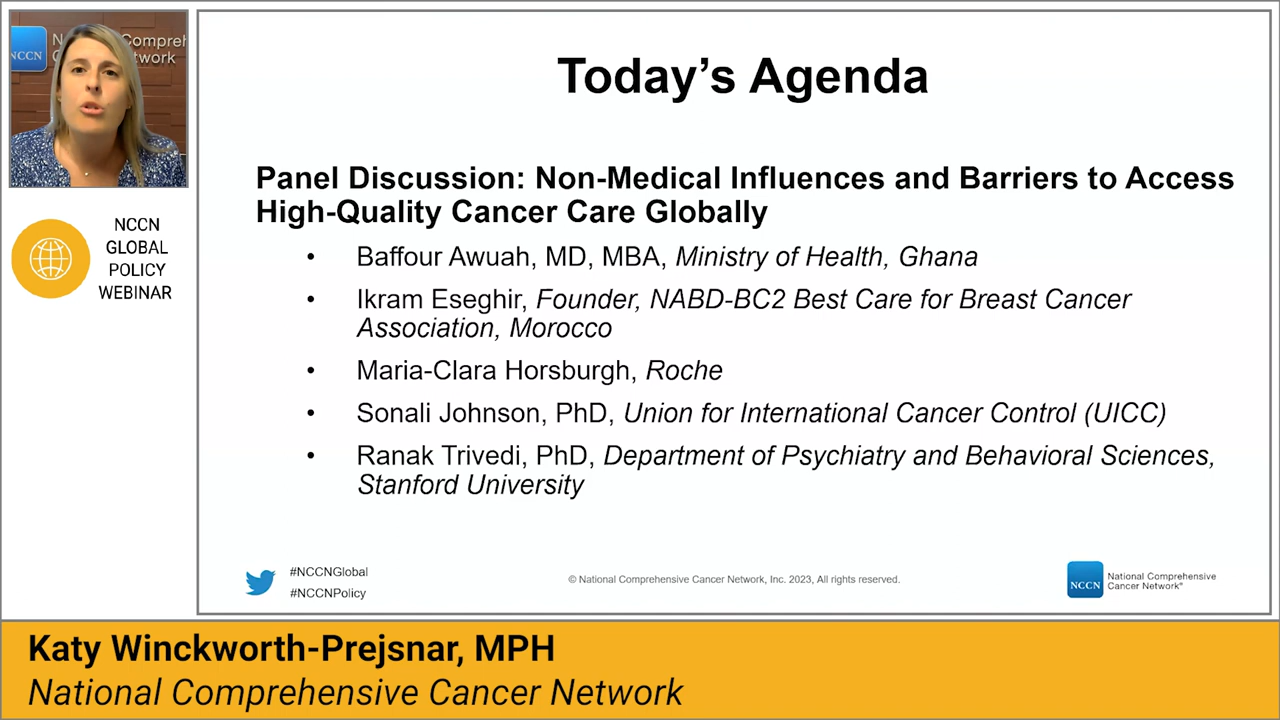 NCCN
Today's Agenda
Panel Discussion: Non-Medical Influences and Barriers to Access
High-Quality Cancer Care Globally
• Baffour Awuah, MD, MBA, Ministry of Health, Ghana
• Ikram Eseghir, Founder, NABD-BC2 Best Care for Breast Cancer
Association, Morocco
• Maria-Clara Horsburgh, Roche
• Sonali Johnson, PhD, Union for International Cancer Control (UICC)
• Ranak Trivedi, PhD, Department of Psychiatry and Behavioral Sciences,
Stanford University
NCCN
GLOBAL
POLICY
WEBINAR
#NCCNGlobal
#NCCNPolicy
© National Comprehensive Cancer Network, Inc. 2023, All rights reserved.
NCCN
National Comprehensive
Cancer Network®
Katy Winckworth-Prejsnar, MPH
National Comprehensive Cancer Network